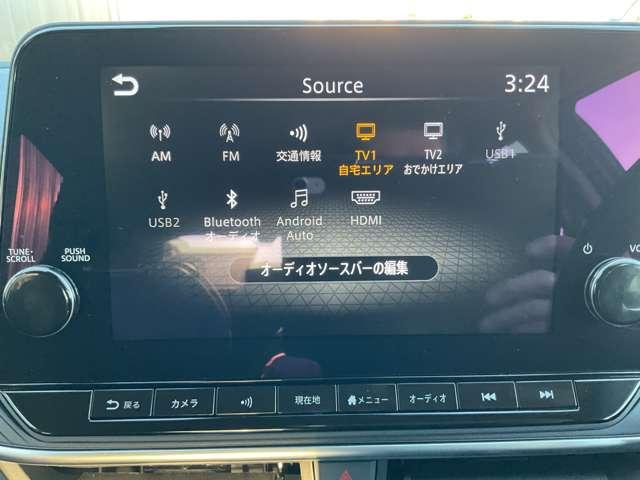 Source
3:24
AM
FM
交通情報
TV1
自宅エリア
TV2
おでかけエリア
USB1
USB2
Bluetooth
オーディオ
Android
Auto
HDMI
オーディオソースバーの編集
TUNE・
SCROLL
PUSH
SOUND
戻る
カメラ
現在地
メニュー
オーディオ